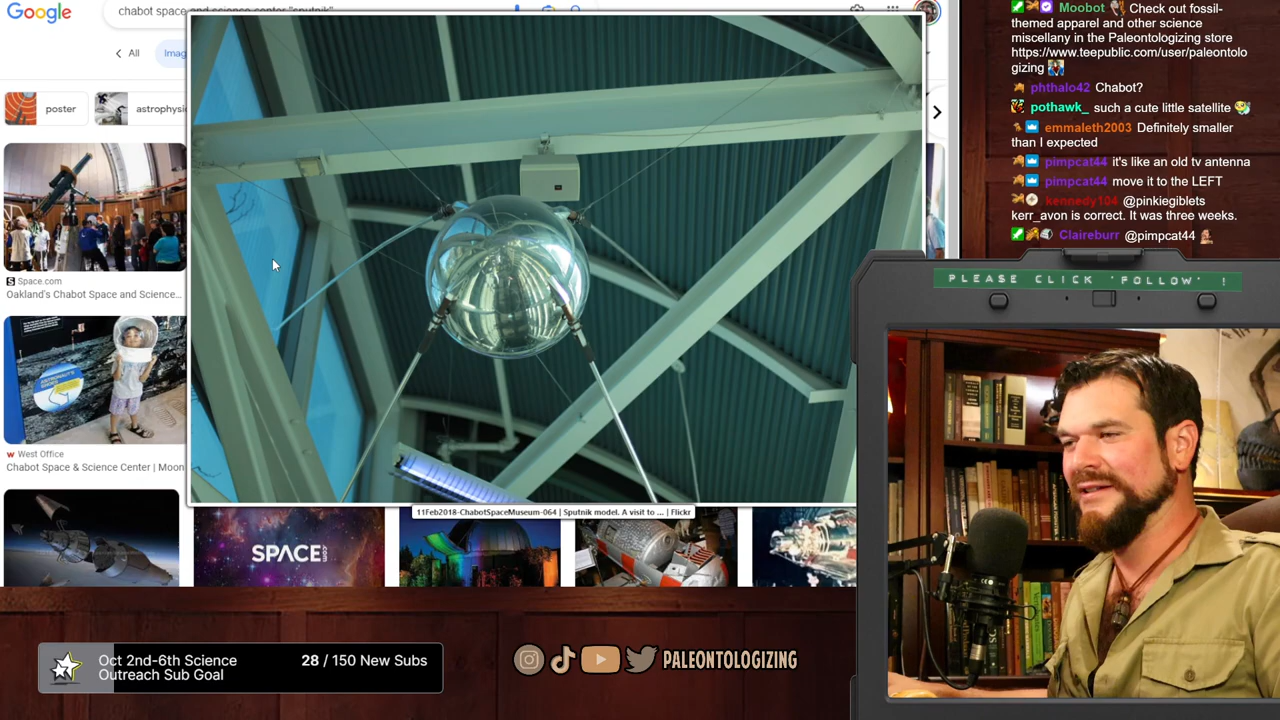 Google
chabot space and science center "sputnik"
All
Imag
poster
astrophysi
Space.com
Oakland's Chabot Space and Science...
West Office
Chabot Space & Science Center | Moon
11Feb2018-ChabotSpaceMuseum-064 | Sputnik model. A visit to ... | Flickr
SPACE.com
Oct 2nd-6th Science
Outreach Sub Goal
28 / 150 New Subs
PALEONTOLOGIZING
Moobot Check out fossil-
themed apparel and other science
miscellany in the Paleontologizing store
https://www.teepublic.com/user/paleontolo
gizing
phthalo42 Chabot?
pothawk_ such a cute little satellite
emmaleth2003 Definitely smaller
than I expected
pimpcat44 it's like an old tv antenna
pimpcat44 move it to the LEFT
kennedy104 @pinkiegiblets
kerr_avon is correct. It was three weeks.
Claireburr @pimpcat44
PLEASE CLICK 'FOLLOW' !